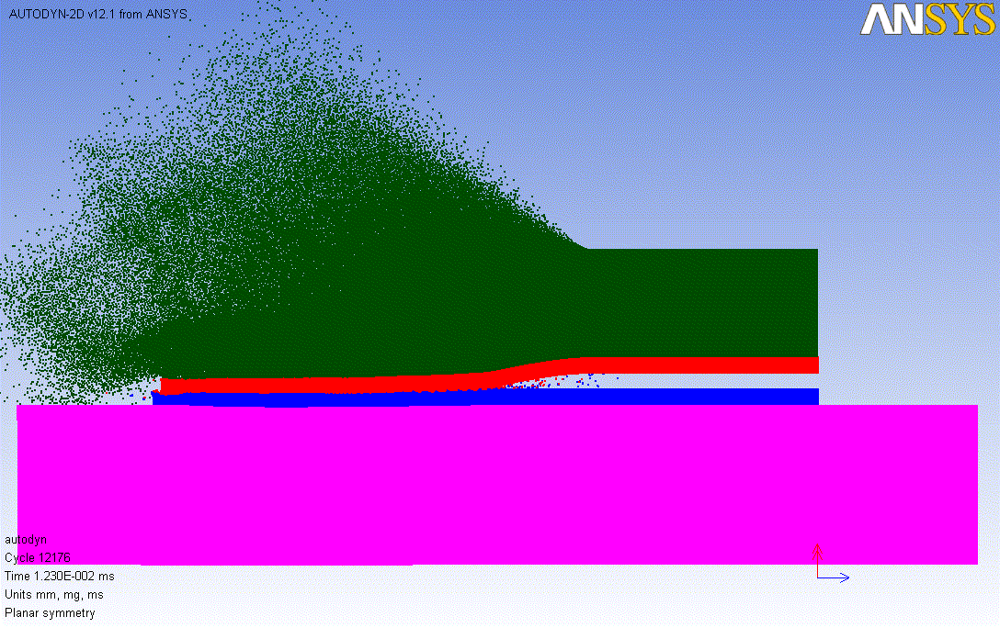 AUTODYN-2D v12.1 from ANSYS
ANSYS
autodyn
Cycle 12176
Time 1.230E-002 ms
Units mm, mg, ms
Planar symmetry